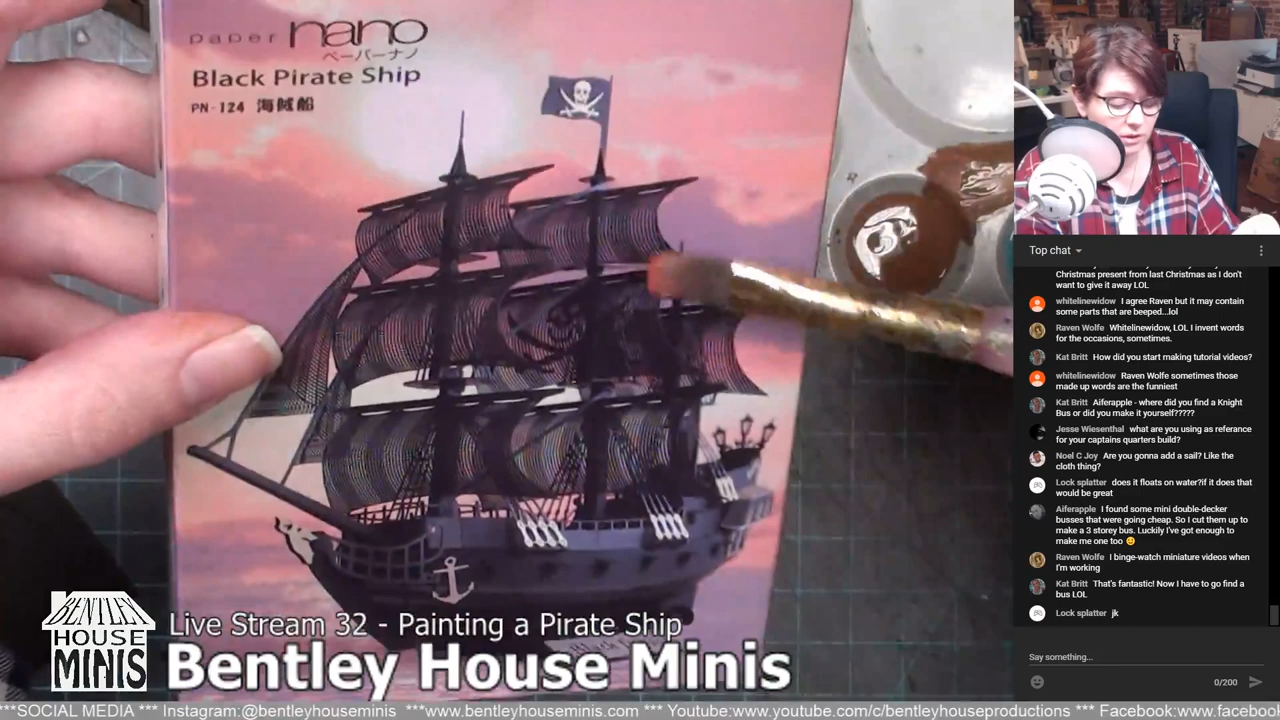 paper nano
ペーパーナノ
Black Pirate Ship
PN-124 海賊船
BENTLEY
HOUSE
MINIS
Live Stream 32 - Painting a Pirate Ship
Bentley House Minis
***SOCIAL MEDIA *** Instagram:@bentleyhouseminis ***www.bentleyhouseminis.com *** Youtube:www.youtube.com/c/bentleyhouseproductions *** Facebook:www.facebool
Top chat
Christmas present from last Christmas as I don't
want to give it away LOL
whitelinewidow I agree Raven but it may contain
some parts that are beeped...lol
Raven Wolfe Whitelinewidow, LOL I invent words
for the occasions, sometimes.
Kat Britt How did you start making tutorial videos?
whitelinewidow Raven Wolfe sometimes those
made up words are the funniest
Kat Britt Aiferapple - where did you find a Knight
Bus or did you make it yourself?????
Jesse Wiesenthal what are you using as referance
for your captains quarters build?
Noel C Joy Are you gonna add a sail? Like the
cloth thing?
Lock splatter does it floats on water?if it does that
would be great
Aiferapple I found some mini double-decker
busses that were going cheap. So I cut them up to
make a 3 storey bus. Luckily I've got enough to
make me one too 🙂
Raven Wolfe I binge-watch miniature videos when
I'm working
Kat Britt That's fantastic! Now I have to go find a
bus LOL
Lock splatter jk
Say something...
0/200